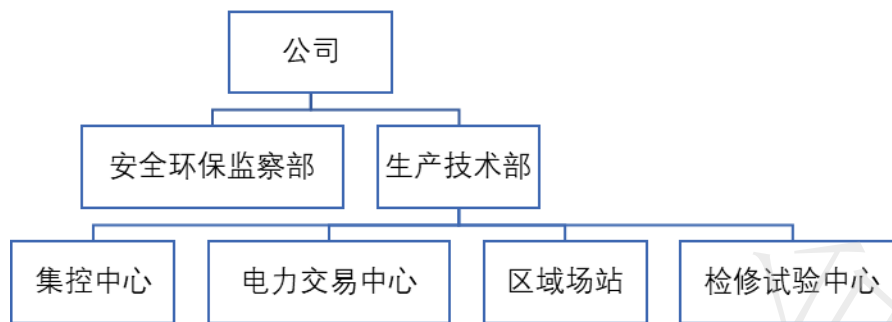 公司
安全环保监察部
生产技术部
集控中心
电力交易中心
区域场站
检修试验中心